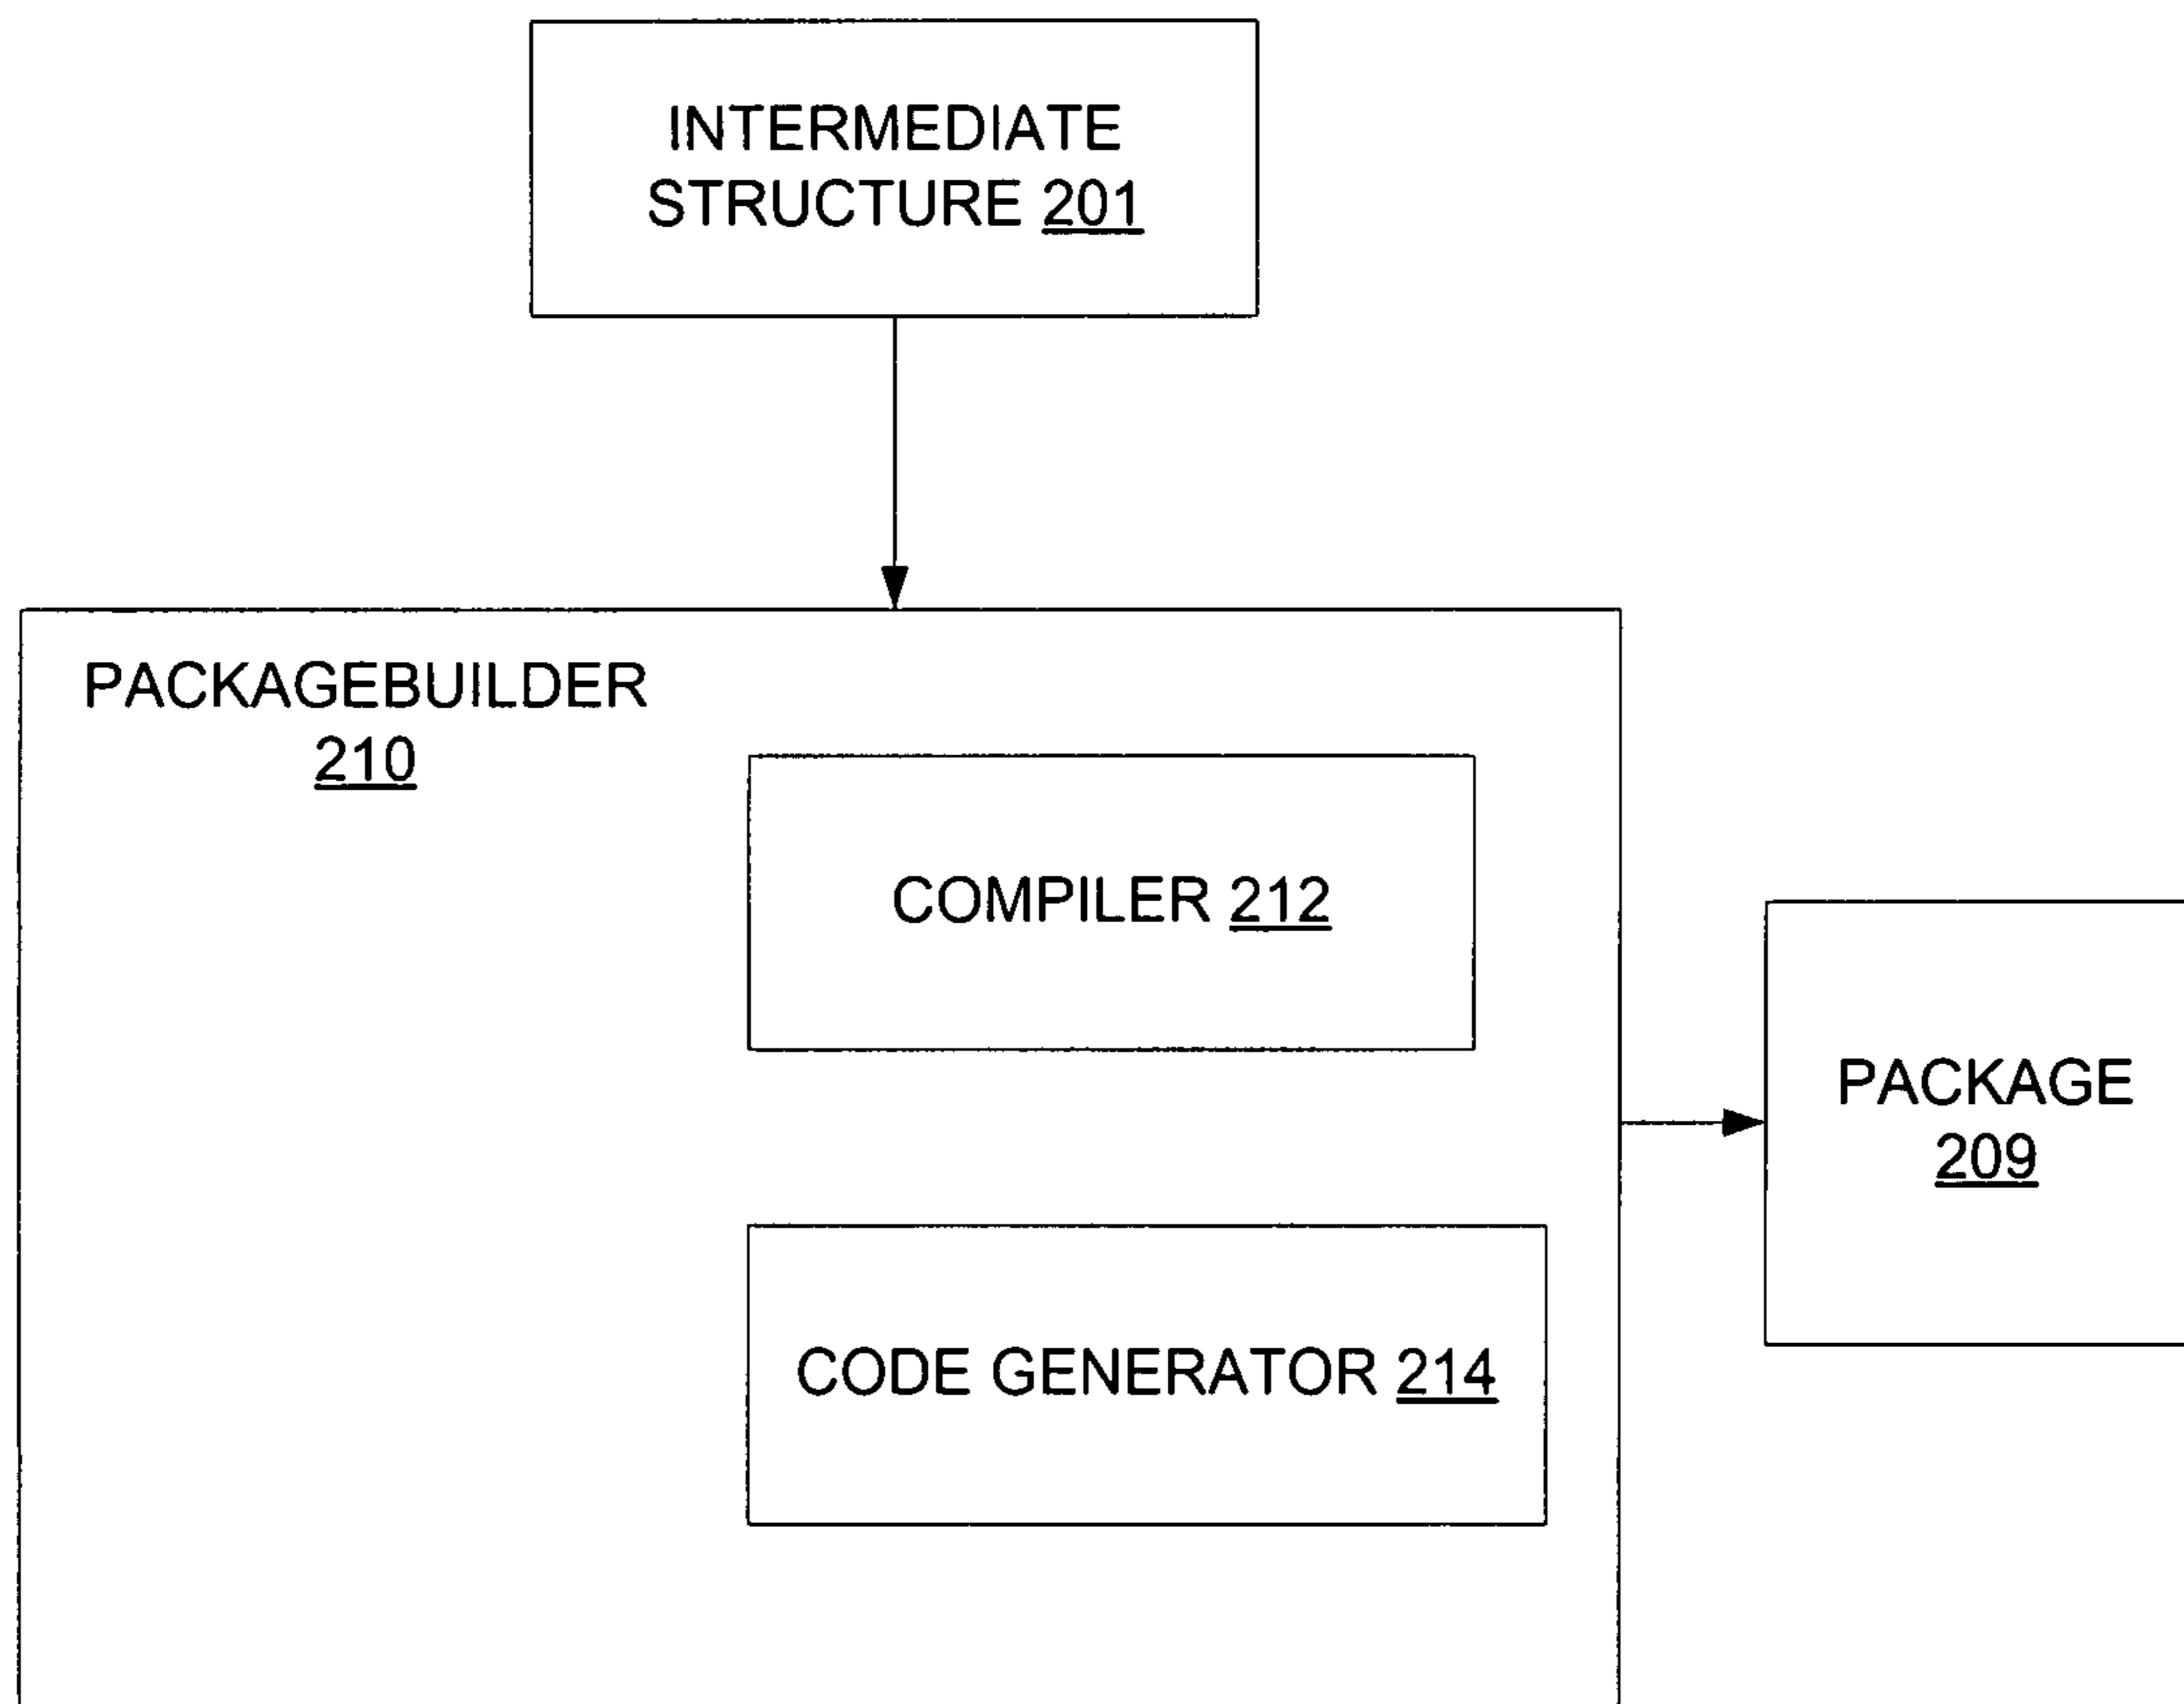 INTERMEDIATE
STRUCTURE 201
PACKAGEBUILDER
210
COMPILER 212
PACKAGE
209
CODE GENERATOR 214